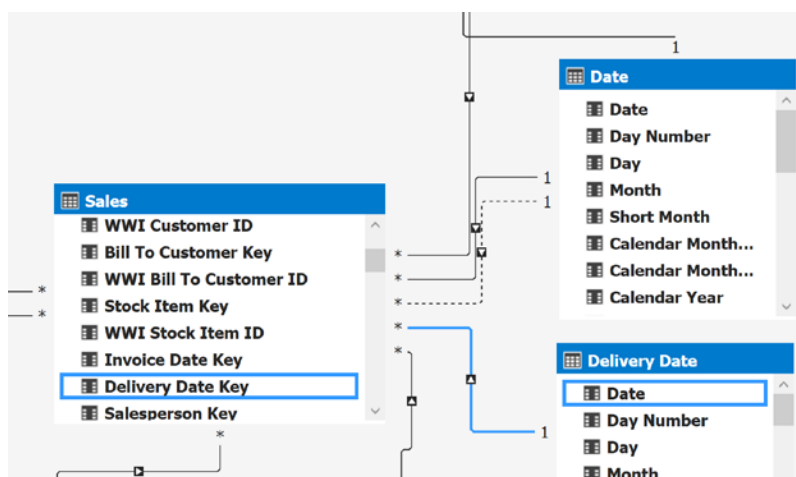 1
Date
Date
Day Number
Day
Month
Short Month
Calendar Month...
Calendar Month...
Calendar Year
1
1
Sales
WWI Customer ID
Bill To Customer Key
WWI Bill To Customer ID
Stock Item Key
WWI Stock Item ID
Invoice Date Key
Delivery Date Key
Salesperson Key
*
*
*
*
*
*
*
*
Delivery Date
Date
Day Number
Day
Month
1